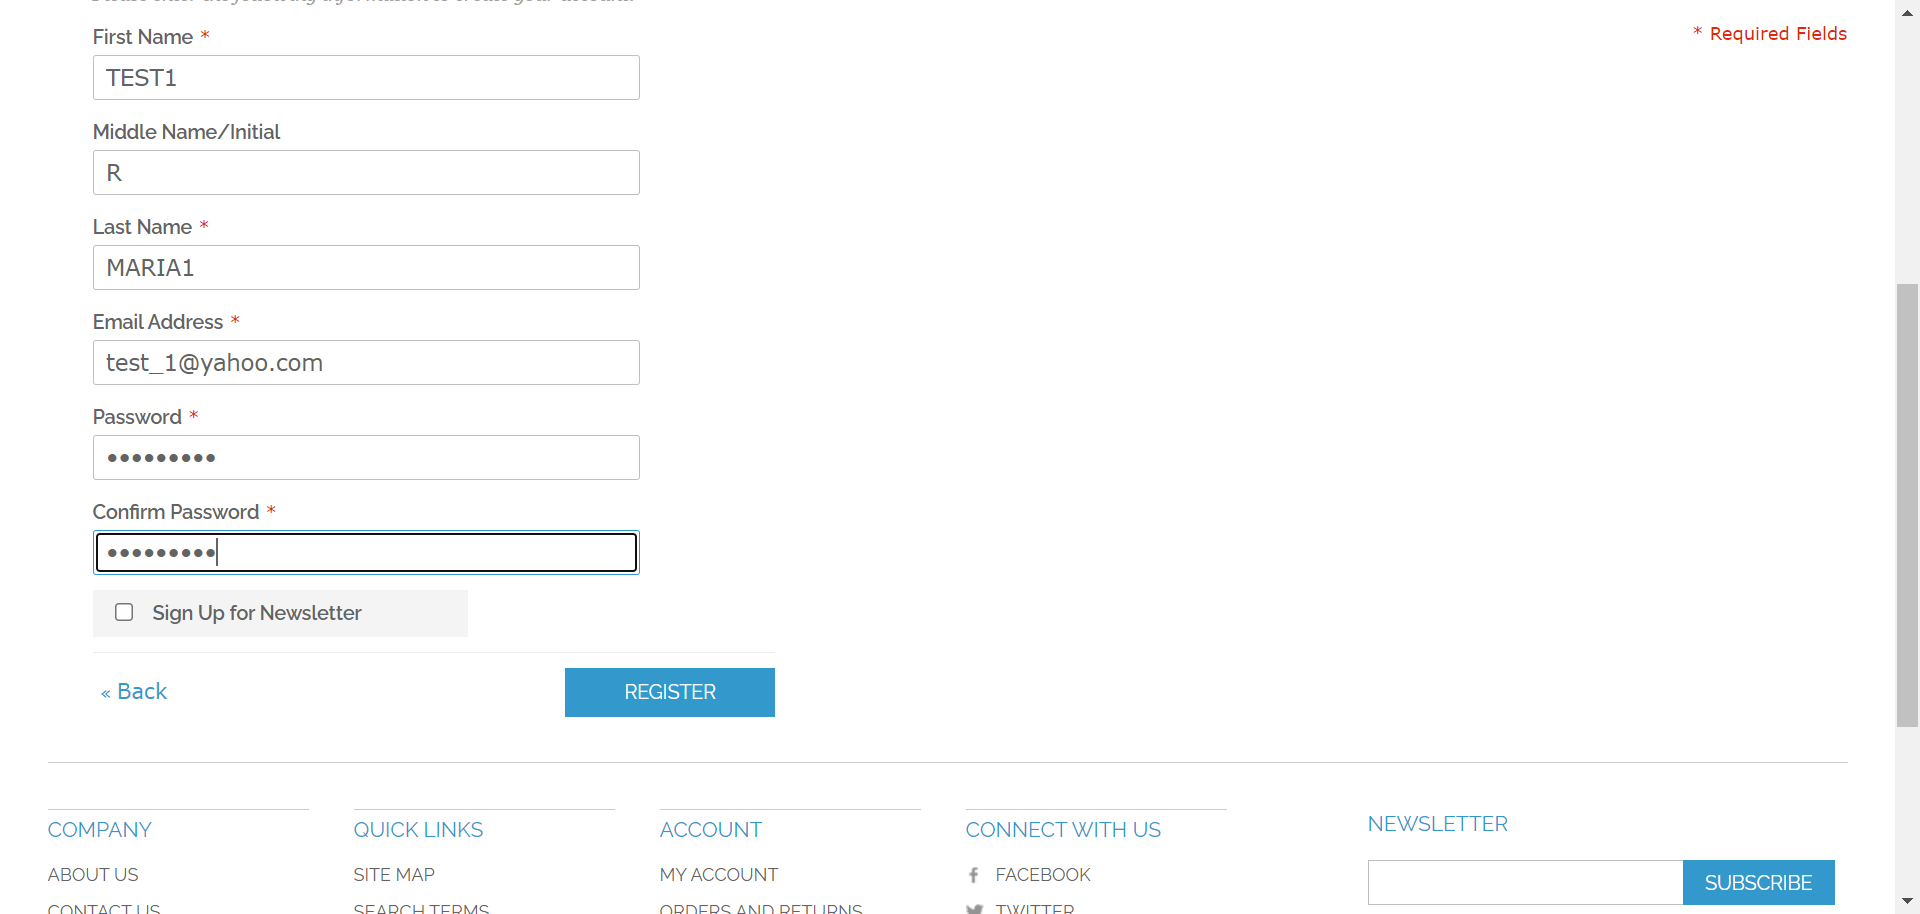 First Name *
* Required Fields
TEST1
Middle Name/Initial
R
Last Name *
MARIA1
Email Address *
test_1@yahoo.com
Password *
•••••••••
Confirm Password *
•••••••••
Sign Up for Newsletter
« Back
REGISTER
COMPANY
ABOUT US
CONTACT US
QUICK LINKS
SITE MAP
SEARCH TERMS
ACCOUNT
MY ACCOUNT
ORDERS AND RETURNS
CONNECT WITH US
FACEBOOK
TWITTER
NEWSLETTER
SUBSCRIBE